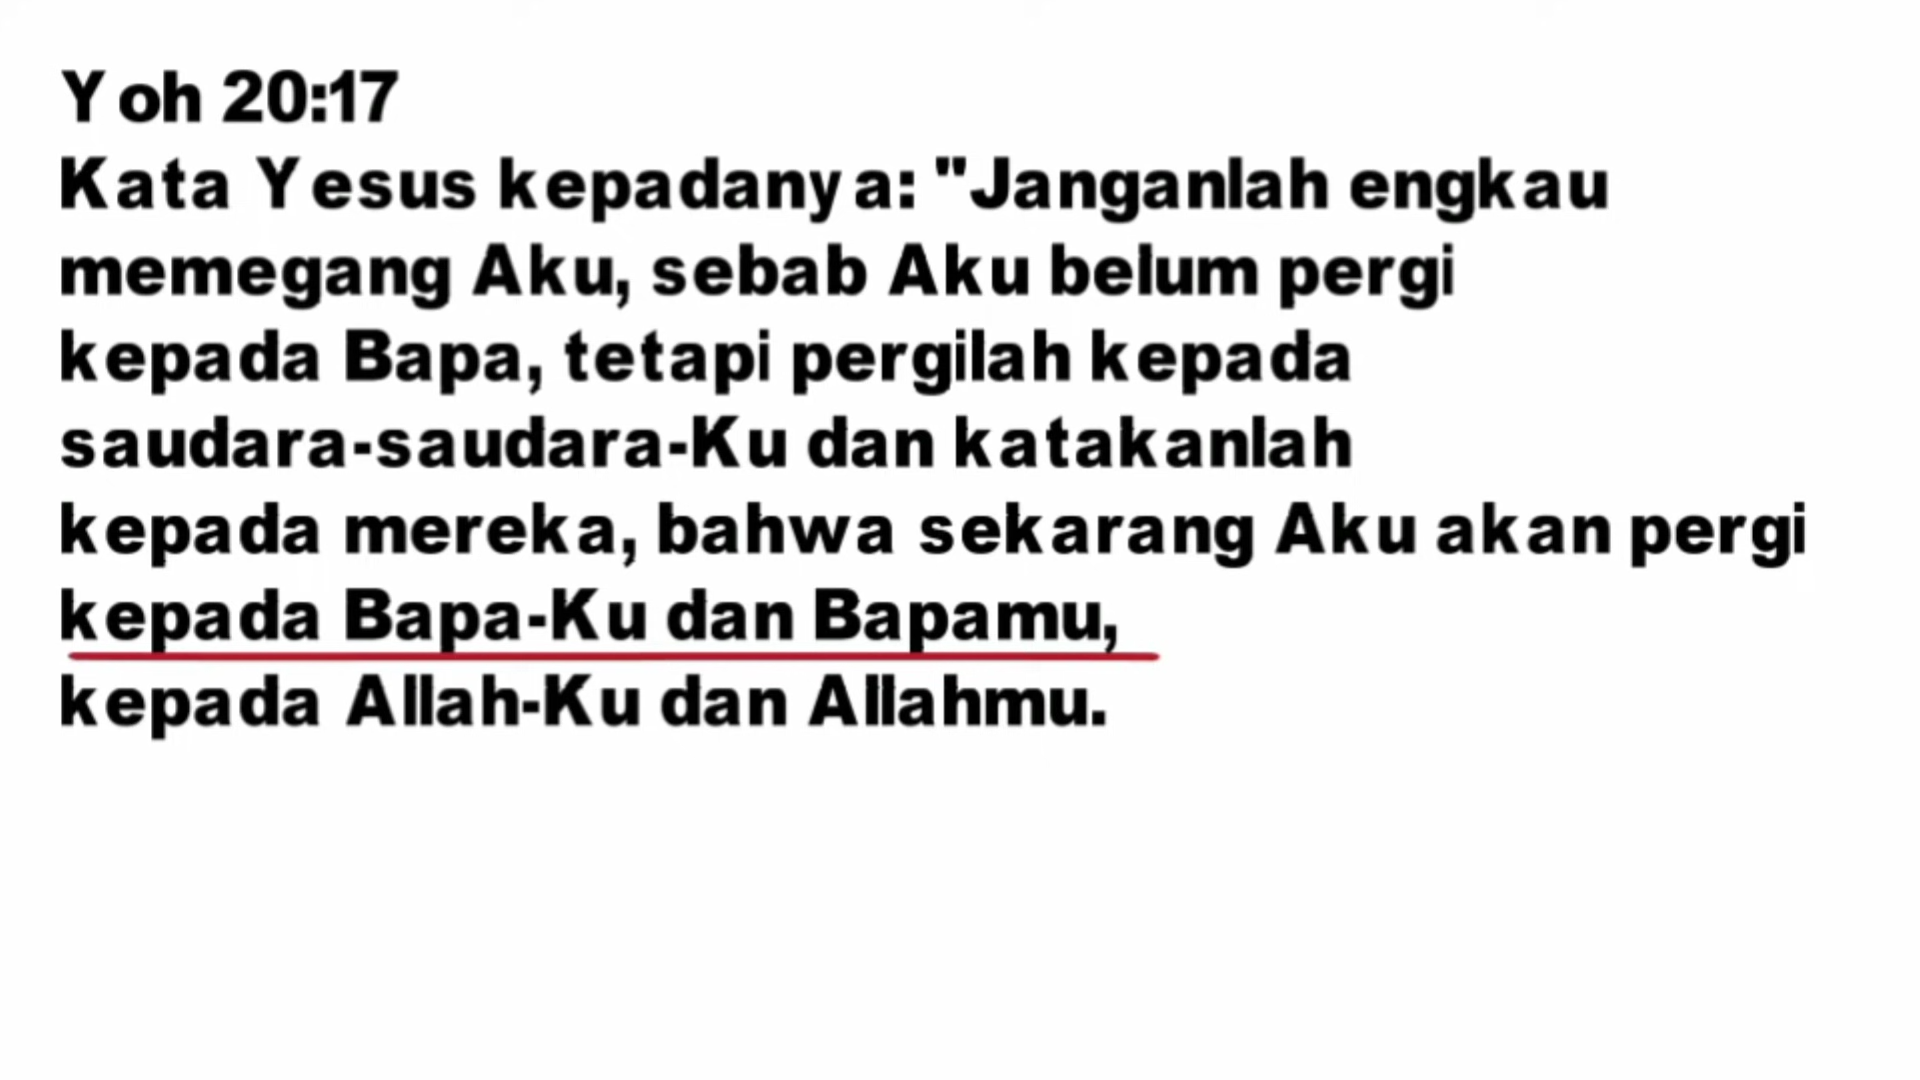 Yoh 20:17
Kata Yesus kepadanya: "Janganlah engkau
memegang Aku, sebab Aku belum pergi
kepada Bapa, tetapi pergilah kepada
saudara-saudara-Ku dan katakanlah
kepada mereka, bahwa sekarang Aku akan pergi
kepada Bapa-Ku dan Bapamu,
kepada Allah-Ku dan Allahmu.